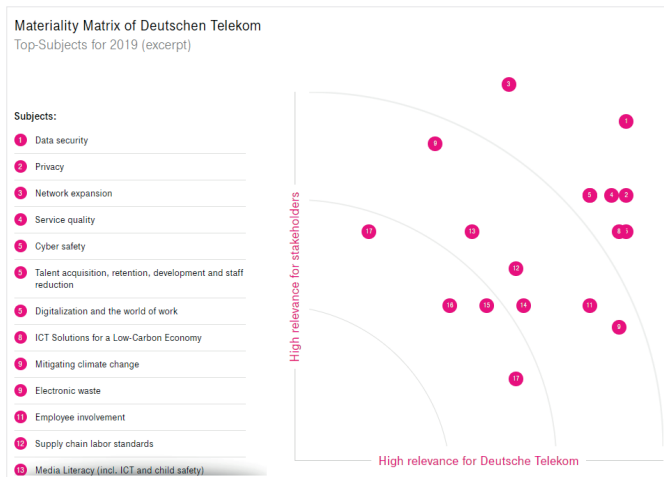 Materiality Matrix of Deutschen Telekom
Top-Subjects for 2019 (excerpt)
Subjects:
1 Data security
2 Privacy
3 Network expansion
4 Service quality
5 Cyber safety
5 Talent acquisition, retention, development and staff
reduction
5 Digitalization and the world of work
8 ICT Solutions for a Low-Carbon Economy
9 Mitigating climate change
9 Electronic waste
11 Employee involvement
12 Supply chain labor standards
13 Media Literacy (incl. ICT and child safety)
High relevance for stakeholders
3
1
9
5 4 2
17
13
12
16
15
14
11
9
17
High relevance for Deutsche Telekom